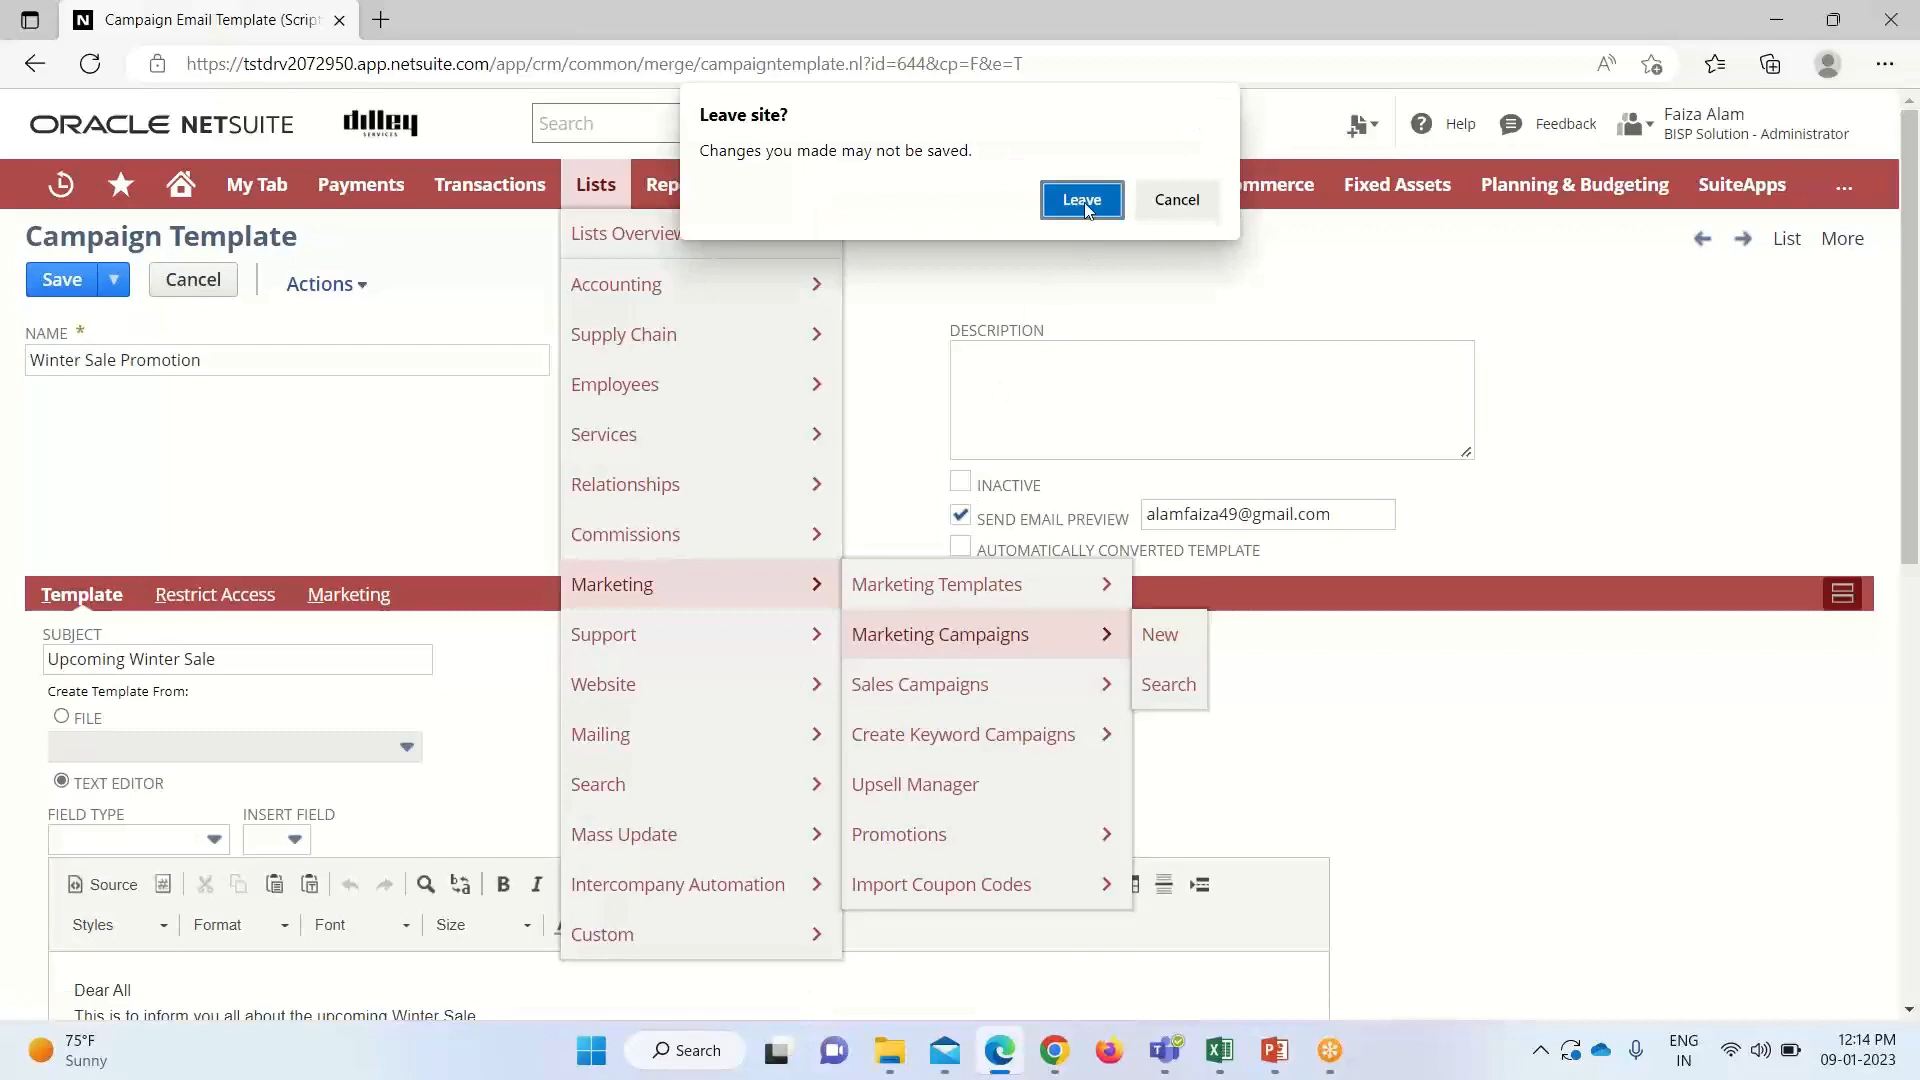 Campaign Email Template (Scrip
https://tstdrv2072950.app.netsuite.com/app/crm/common/merge/campaigntemplate.nl?id=644&cp=F&e=T
Leave site?
Changes you made may not be saved.
Leave
Cancel
ORACLE NETSUITE
dilley
SERVICES
Search
Help
Feedback
Faiza Alam
BISP Solution - Administrator
My Tab
Payments
Transactions
Lists
Rep
ommerce
Fixed Assets
Planning & Budgeting
SuiteApps
Campaign Template
List
More
Save
Cancel
Actions
NAME *
Winter Sale Promotion
Lists Overview
Accounting
Supply Chain
Employees
Services
Relationships
Commissions
Marketing
Support
Website
Mailing
Search
Mass Update
Intercompany Automation
Custom
Marketing Templates
Marketing Campaigns
Sales Campaigns
Create Keyword Campaigns
Upsell Manager
Promotions
Import Coupon Codes
New
Search
DESCRIPTION
INACTIVE
SEND EMAIL PREVIEW
alamfaiza49@gmail.com
AUTOMATICALLY CONVERTED TEMPLATE
Template
Restrict Access
Marketing
SUBJECT
Upcoming Winter Sale
Create Template From:
FILE
TEXT EDITOR
FIELD TYPE
INSERT FIELD
Source
B
I
Styles
Format
Font
Size
Dear All
This is to inform you all about the upcoming Winter Sale
75°F
Sunny
Search
ENG
IN
12:14 PM
09-01-2023